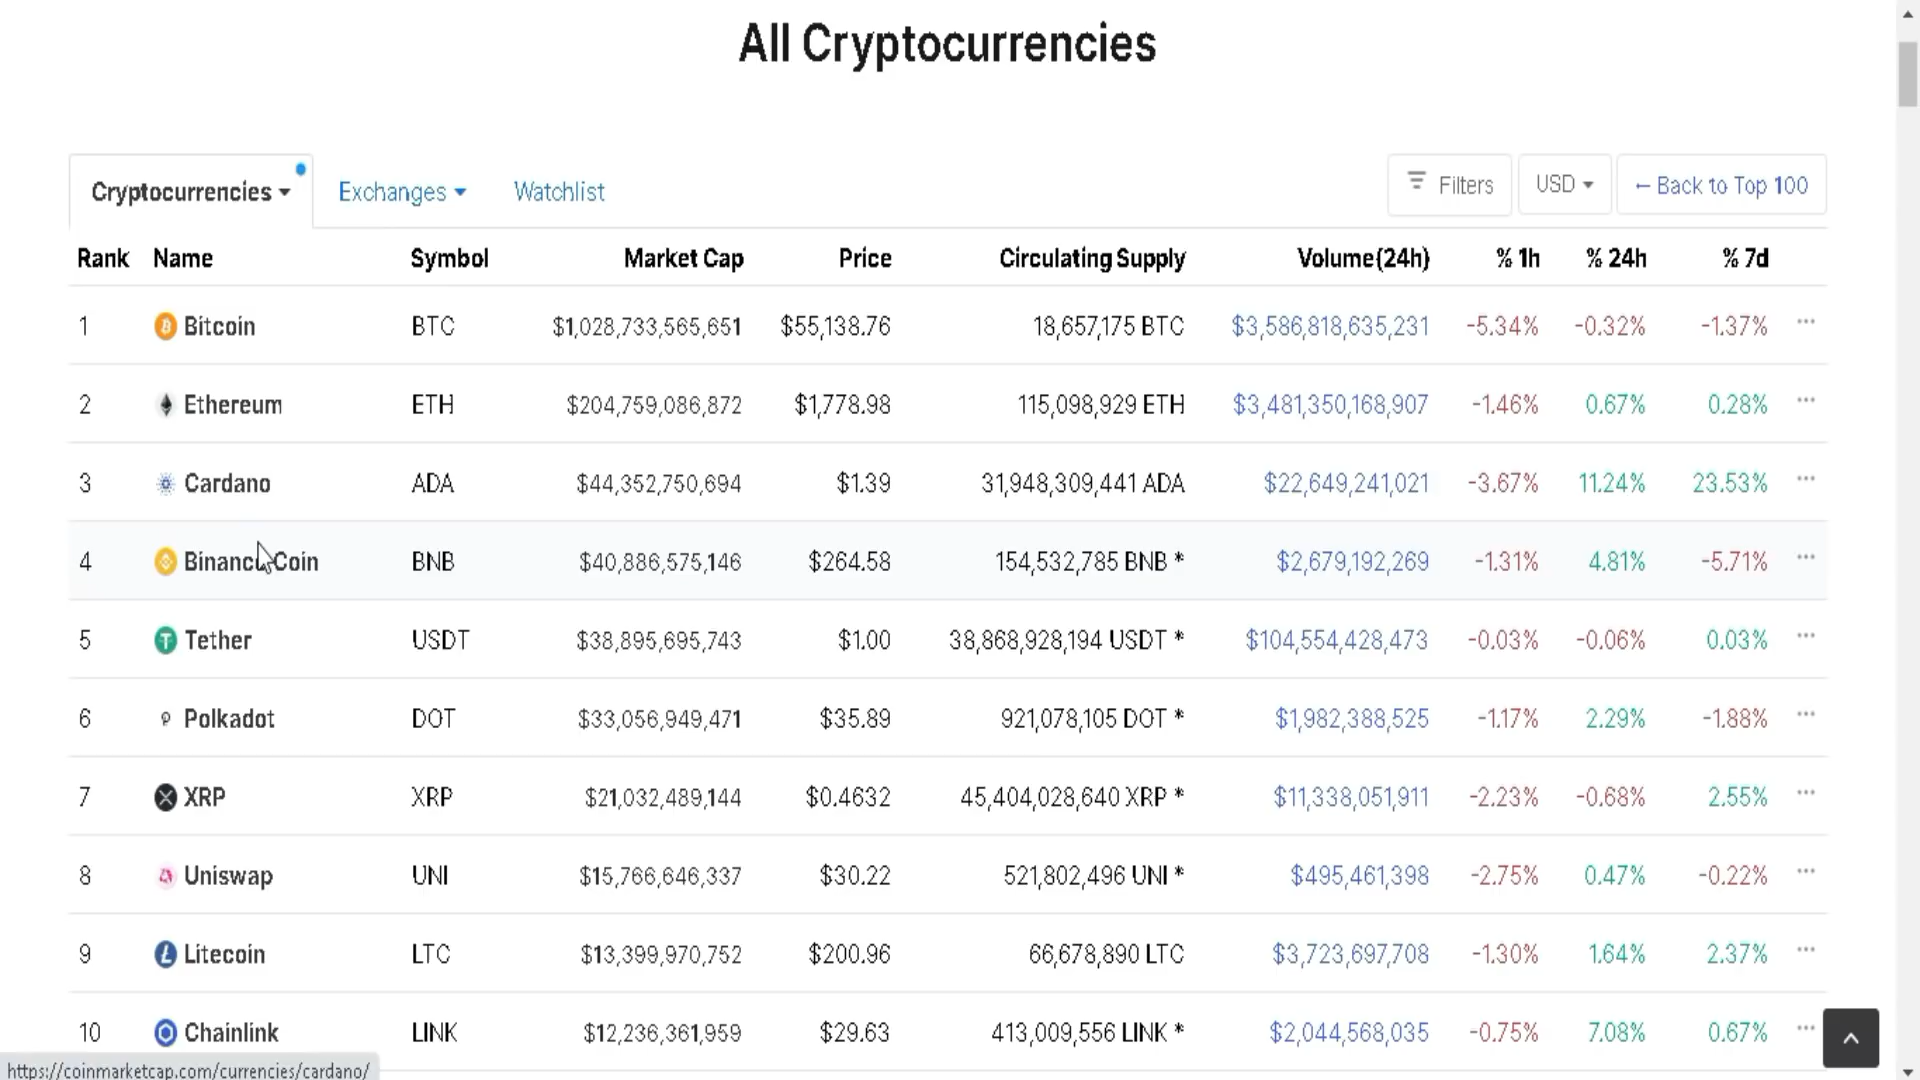 All Cryptocurrencies
Cryptocurrencies Exchanges Watchlist Filters USD ← Back to Top 100
Rank Name Symbol Market Cap Price Circulating Supply Volume(24h) % 1h % 24h % 7d
1 Bitcoin BTC $1,028,733,565,651 $55,138.76 18,657,175 BTC $3,586,818,635,231 -5.34% -0.32% -1.37%
2 Ethereum ETH $204,759,086,872 $1,778.98 115,098,929 ETH $3,481,350,168,907 -1.46% 0.67% 0.28%
3 Cardano ADA $44,352,750,694 $1.39 31,948,309,441 ADA $22,649,241,021 -3.67% 11.24% 23.53%
4 Binance Coin BNB $40,886,575,146 $264.58 154,532,785 BNB * $2,679,192,269 -1.31% 4.81% -5.71%
5 Tether USDT $38,895,695,743 $1.00 38,868,928,194 USDT * $104,554,428,473 -0.03% -0.06% 0.03%
6 Polkadot DOT $33,056,949,471 $35.89 921,078,105 DOT * $1,982,388,525 -1.17% 2.29% -1.88%
7 XRP XRP $21,032,489,144 $0.4632 45,404,028,640 XRP * $11,338,051,911 -2.23% -0.68% 2.55%
8 Uniswap UNI $15,766,646,337 $30.22 521,802,496 UNI * $495,461,398 -2.75% 0.47% -0.22%
9 Litecoin LTC $13,399,970,752 $200.96 66,678,890 LTC $3,723,697,708 -1.30% 1.64% 2.37%
10 Chainlink LINK $12,236,361,959 $29.63 413,009,556 LINK * $2,044,568,035 -0.75% 7.08% 0.67%
https://coinmarketcap.com/currencies/cardano/